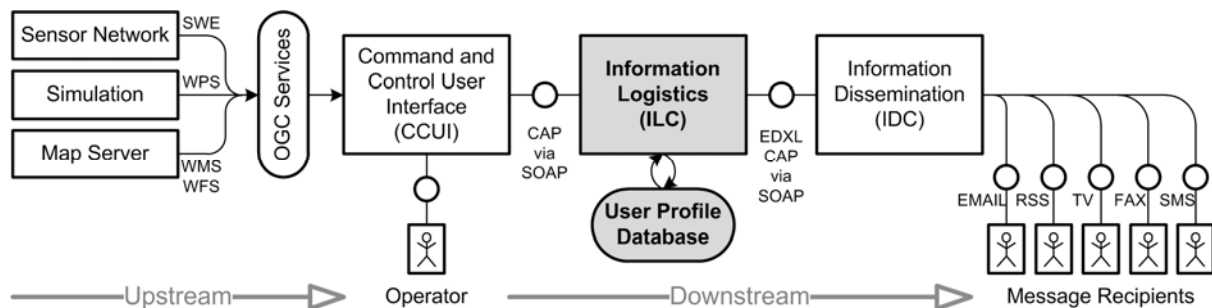 Sensor Network
SWE
Simulation
WPS
Map Server
WMS
WFS
OGC Services
Command and
Control User
Interface
(CCUI)
CAP
via
SOAP
Information
Logistics
(ILC)
User Profile
Database
EDXL
CAP
via
SOAP
Information
Dissemination
(IDC)
EMAIL
RSS
TV
FAX
SMS
Upstream
Operator
Downstream
Message Recipients